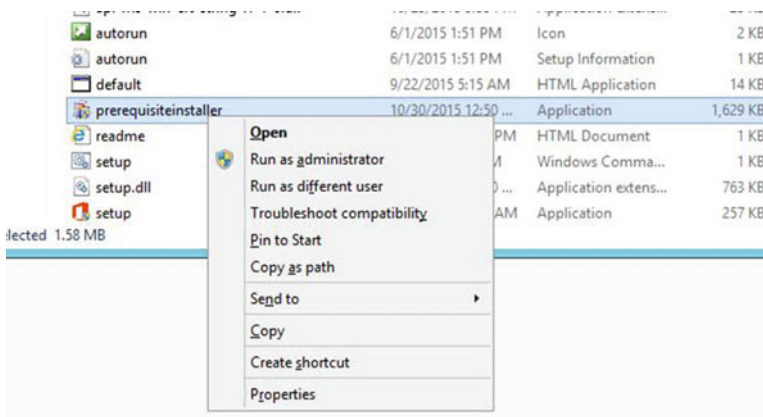 autorun 6/1/2015 1:51 PM Icon 2 KB
autorun 6/1/2015 1:51 PM Setup Information 1 KB
default 9/22/2015 5:15 AM HTML Application 14 KB
prerequisiteinstaller 10/30/2015 12:50 ... Application 1,629 KB
readme PM HTML Document 1 KB
setup Windows Comma... 1 KB
setup.dll ... Application extens... 763 KB
setup AM Application 257 KB
elected 1.58 MB
Open
Run as administrator
Run as different user
Troubleshoot compatibility
Pin to Start
Copy as path
Send to
Copy
Create shortcut
Properties